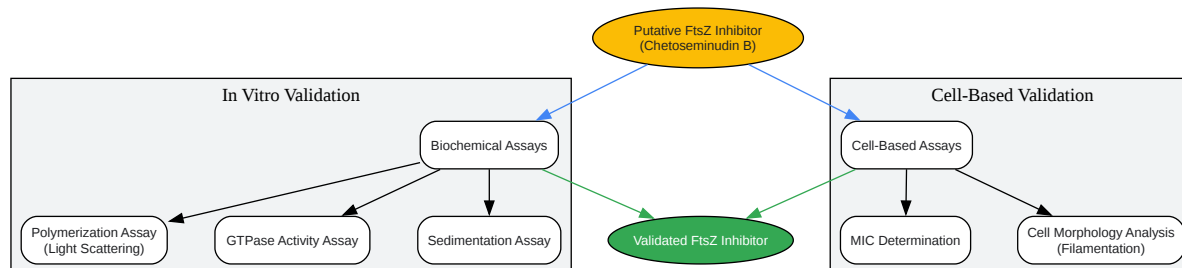 Putative FtsZ Inhibitor
(Chetoseminudin B)
In Vitro Validation
Cell-Based Validation
Biochemical Assays
Cell-Based Assays
Polymerization Assay
(Light Scattering)
GTPase Activity Assay
Sedimentation Assay
Validated FtsZ Inhibitor
MIC Determination
Cell Morphology Analysis
(Filamentation)